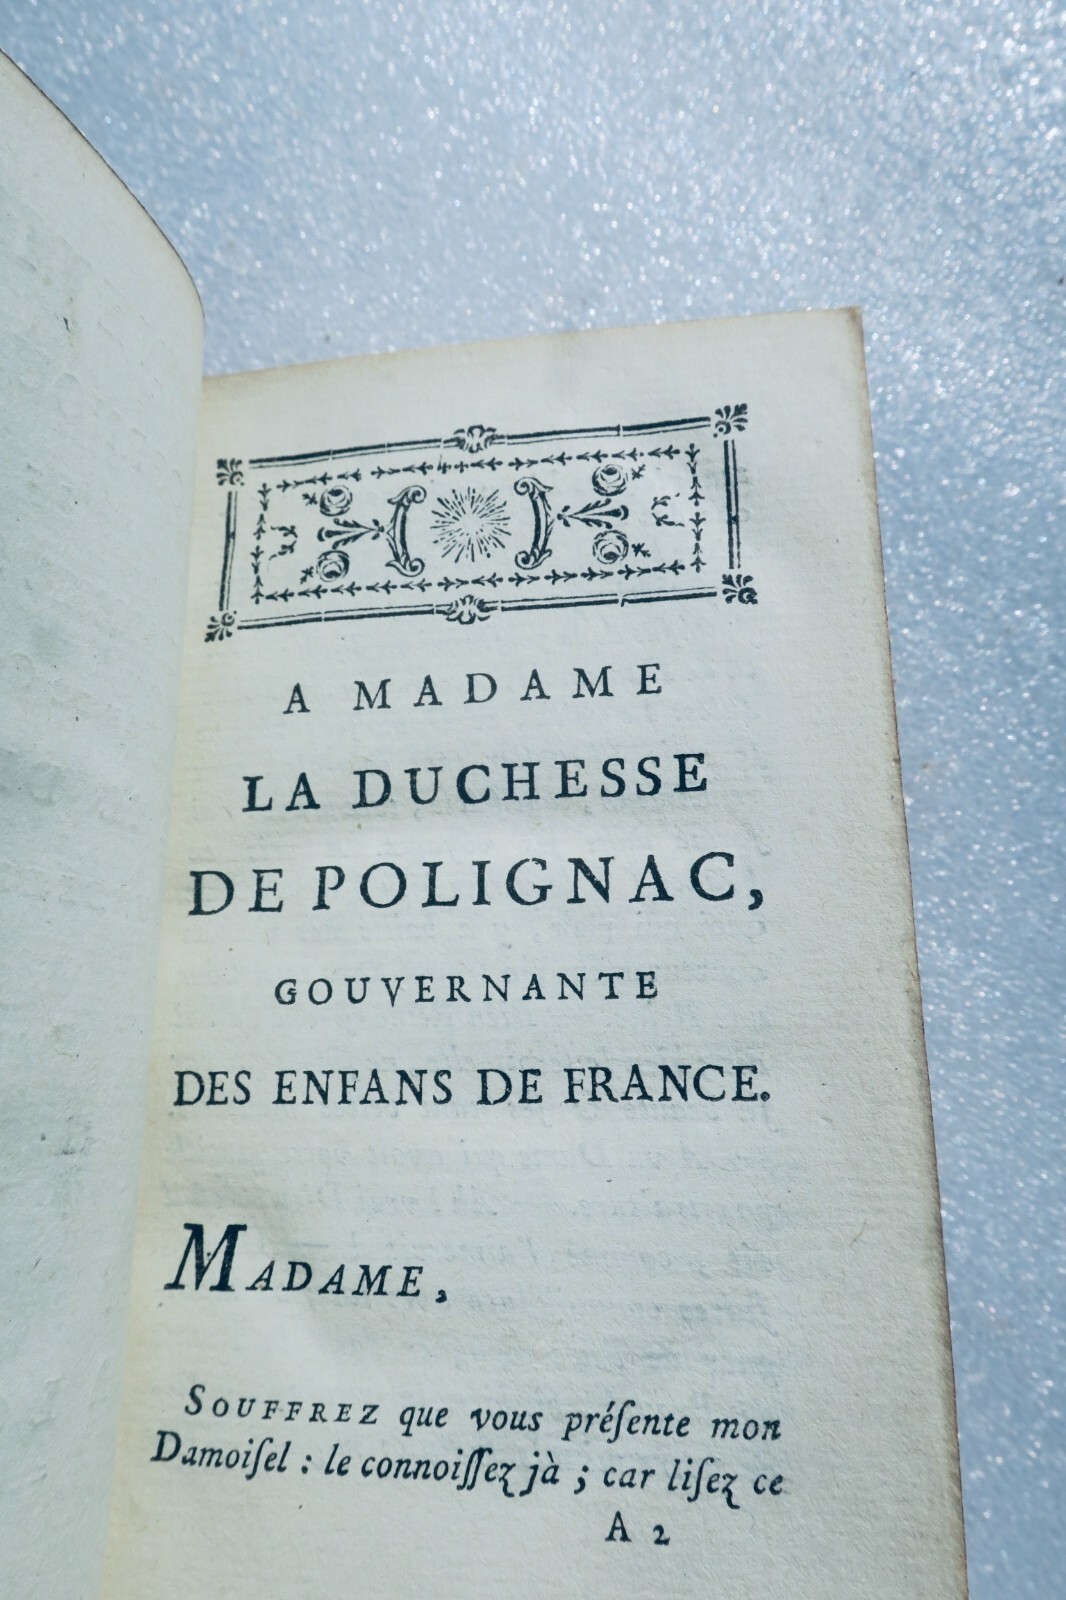 A MADAME
LA DUCHESSE
DE POLIGNAC,
GOUVERNANTE
DES ENFANS DE FRANCE.
MADAME,
SOUFFREZ que vous préſente mon
Damoiſel : le connoiſſez jà ; car liſez ce
A 2